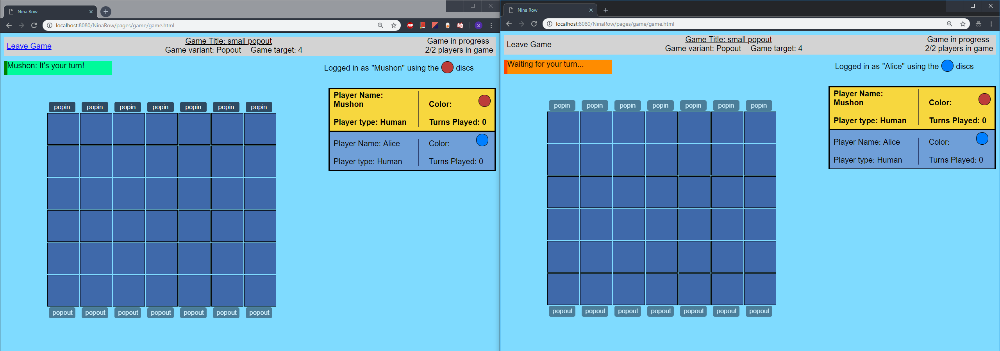 Nina Row
localhost:8080/NinaRow/pages/game/game.html
ABP
S
Leave Game
Game Title: small popout
Game variant: Popout Game target: 4
Game in progress
2/2 players in game
Mushon: It's your turn!
Logged in as "Mushon" using the discs
Player Name:
Mushon
Color:
Player type: Human
Turns Played: 0
Player Name: Alice
Color:
Player type: Human
Turns Played: 0
popin popin popin popin popin popin popin
popout popout popout popout popout popout popout
Nina Row
localhost:8080/NinaRow/pages/game/game.html
Leave Game
Game Title: small popout
Game variant: Popout Game target: 4
Game in progress
2/2 players in game
Waiting for your turn...
Logged in as "Alice" using the discs
Player Name:
Mushon
Color:
Player type: Human
Turns Played: 0
Player Name: Alice
Color:
Player type: Human
Turns Played: 0
popin popin popin popin popin popin popin
popout popout popout popout popout popout popout